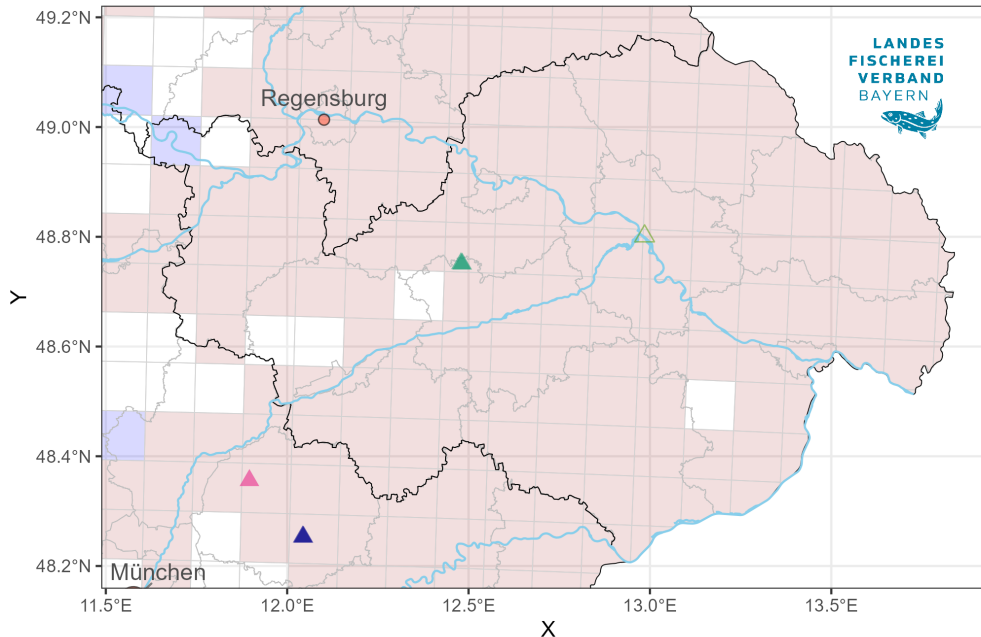 49.2°N
LANDES
FISCHEREI
VERBAND
BAYERN
Regensburg
49.0°N
48.8°N
Y
48.6°N
48.4°N
48.2°N
München
11.5°E 12.0°E 12.5°E 13.0°E 13.5°E
X